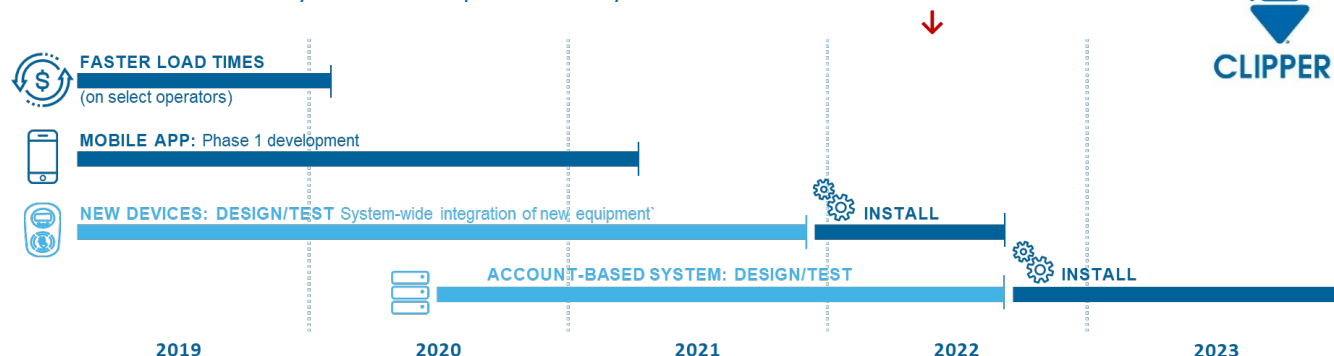 FASTER LOAD TIMES
(on select operators)
CLIPPER
MOBILE APP: Phase 1 development
NEW DEVICES: DESIGN/TEST System-wide integration of new equipment`
INSTALL
ACCOUNT-BASED SYSTEM: DESIGN/TEST
INSTALL
2019 2020 2021 2022 2023